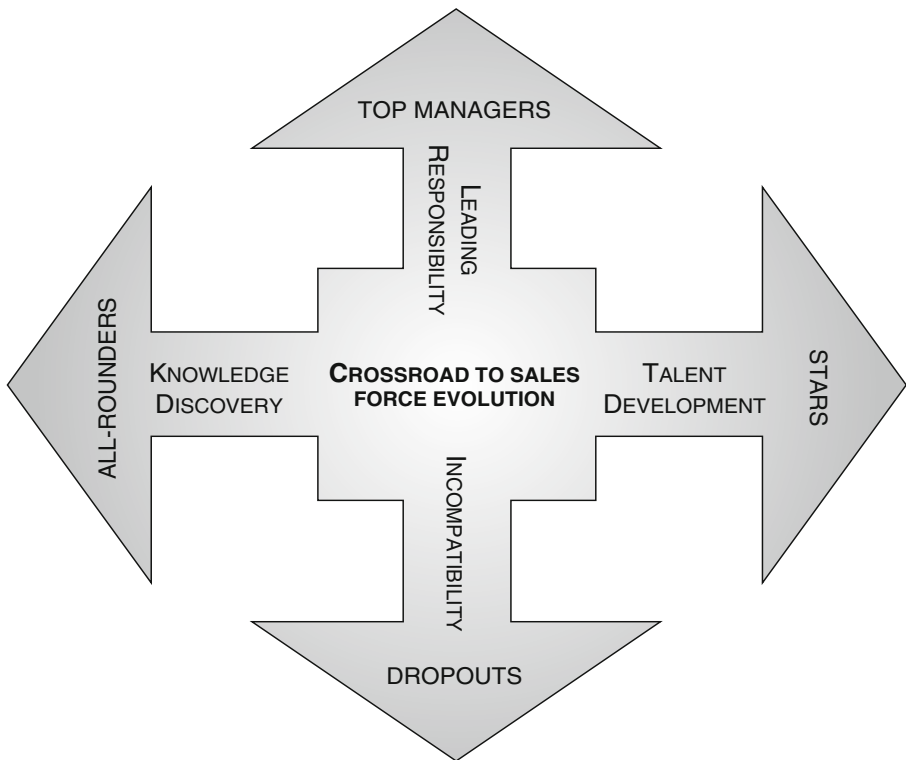 TOP MANAGERS
LEADING
RESPONSIBILITY
ALL-ROUNDERS
KNOWLEDGE
DISCOVERY
CROSSROAD TO SALES
FORCE EVOLUTION
TALENT
DEVELOPMENT
STARS
INCOMPATIBILITY
DROPOUTS